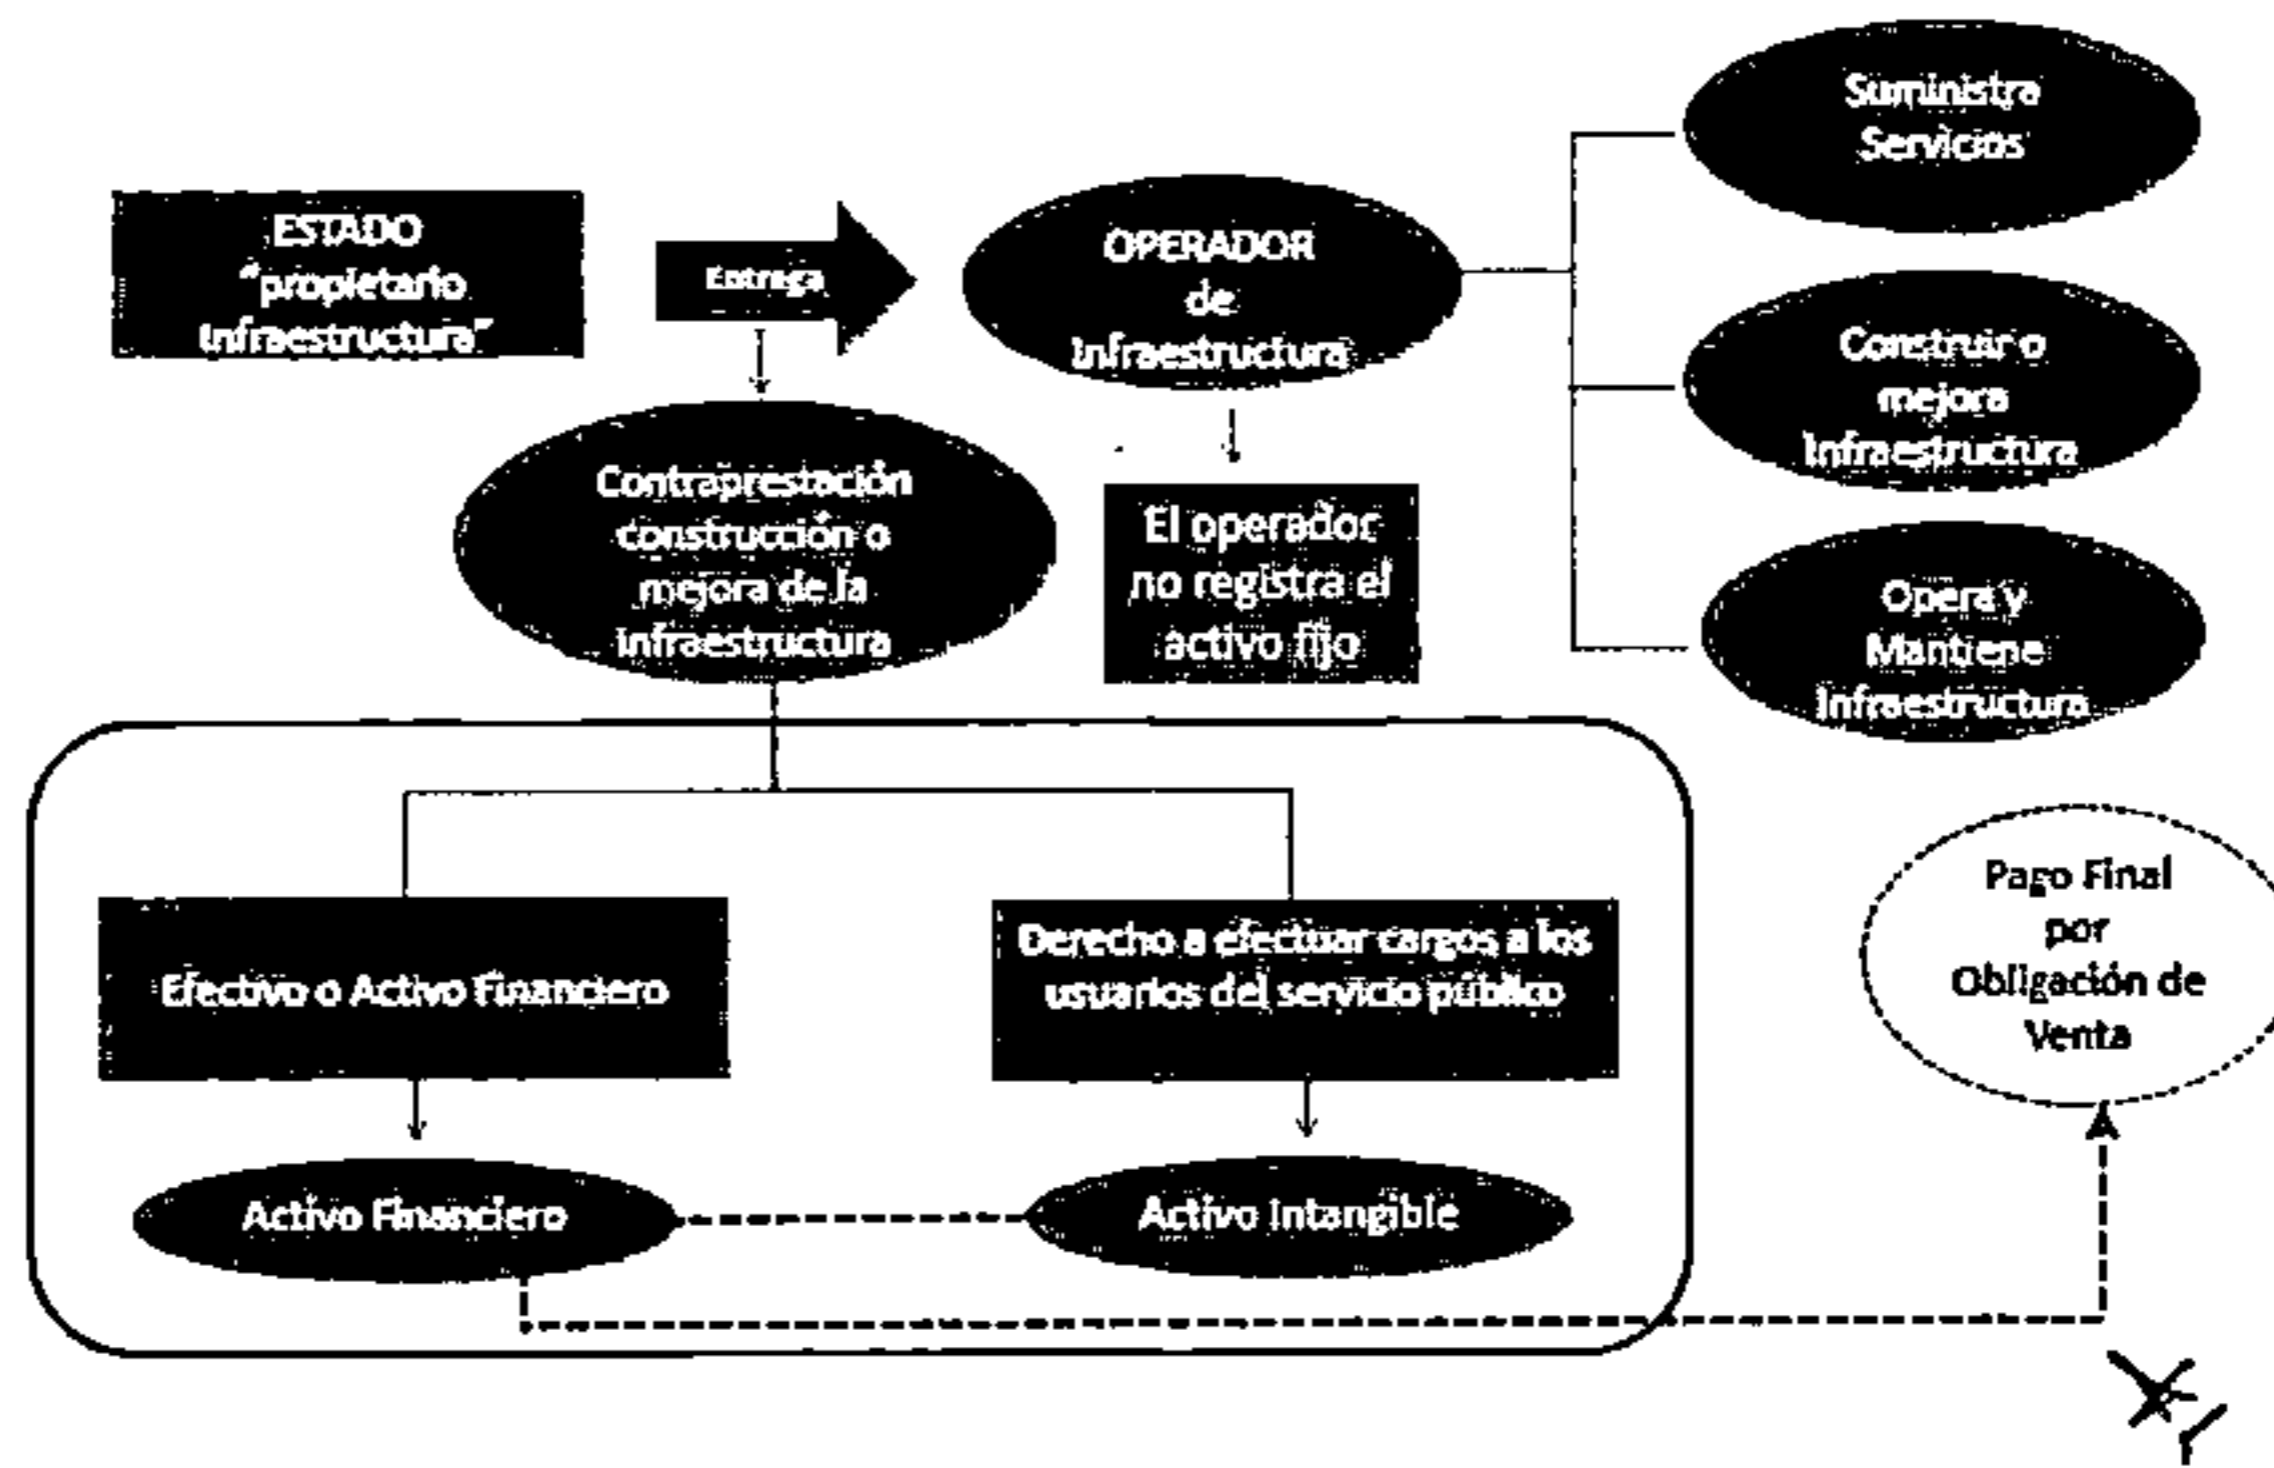 ESTADO
“propietario
Infraestructura”
Entrega
OPERADOR
de
Infraestructura
Suministra
Servicios
Construir o
mejora
Infraestructura
Opera y
Mantiene
Infraestructura
Contraprestación
construcción o
mejora de la
infraestructura
El operador
no registra el
activo fijo
Efectivo o Activo Financiero
Derecho a efectuar cargos a los
usuarios del servicio público
Activo Financiero
Activo Intangible
Pago Final
por
Obligación de
Venta